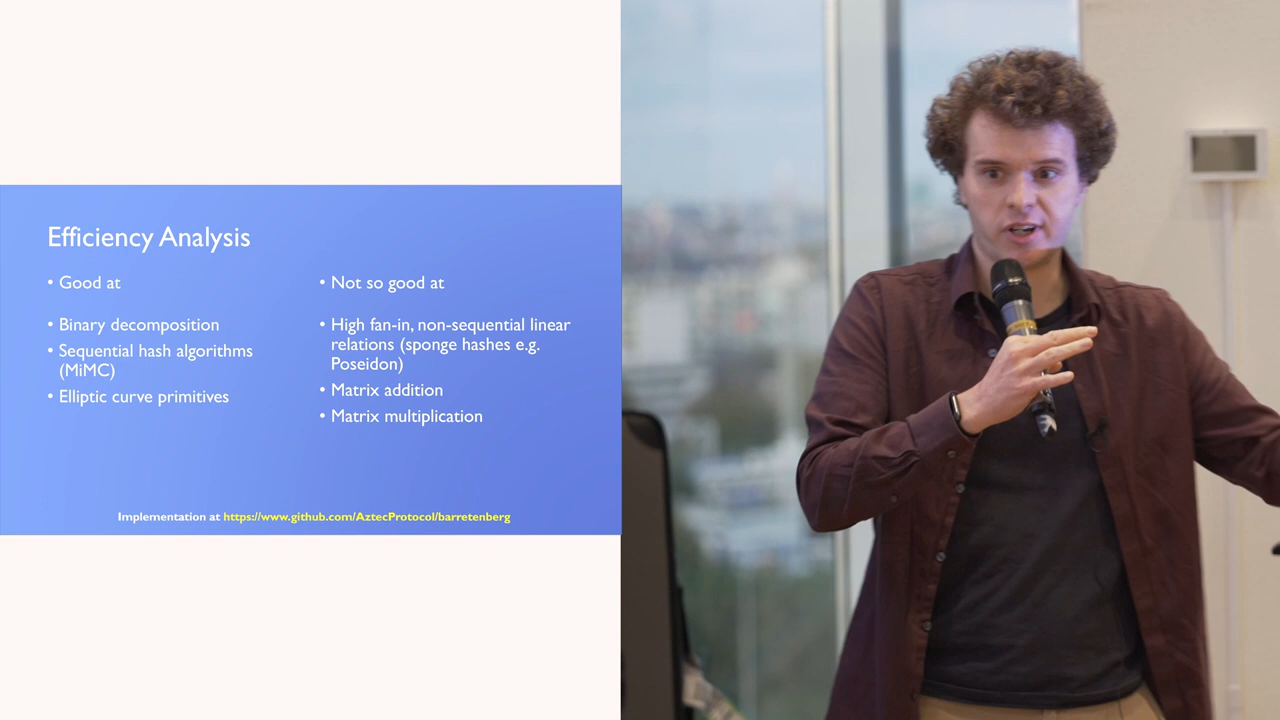 Efficiency Analysis
• Good at
• Binary decomposition
• Sequential hash algorithms
(MiMC)
• Elliptic curve primitives
• Not so good at
• High fan-in, non-sequential linear
relations (sponge hashes e.g.
Poseidon)
• Matrix addition
• Matrix multiplication
Implementation at https://www.github.com/AztecProtocol/barretenberg